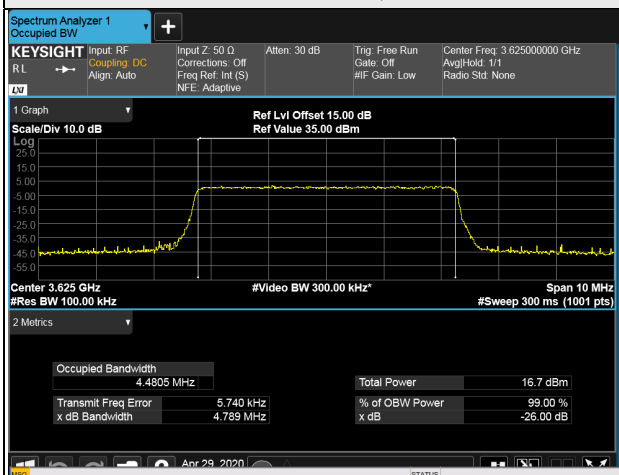 Spectrum Analyzer 1
Occupied BW
+
KEYSIGHT Input: RF Input Z: 50 Ω Atten: 30 dB Trig: Free Run Center Freq: 3.625000000 GHz
RL Coupling: DC Corrections: Off Gate: Off Avg|Hold: 1/1
Align: Auto Freq Ref: Int (S) #IF Gain: Low Radio Std: None
LXI NFE: Adaptive
1 Graph
Ref Lvl Offset 15.00 dB
Scale/Div 10.0 dB Ref Value 35.00 dBm
Log
25.0
15.0
5.00
-5.00
-15.0
-25.0
-35.0
-45.0
-55.0
Center 3.625 GHz #Video BW 300.00 kHz* Span 10 MHz
#Res BW 100.00 kHz #Sweep 300 ms (1001 pts)
2 Metrics
Occupied Bandwidth
4.4805 MHz Total Power 16.7 dBm
Transmit Freq Error 5.740 kHz % of OBW Power 99.00 %
x dB Bandwidth 4.789 MHz x dB -26.00 dB
Apr 29, 2020
MSG STATUS